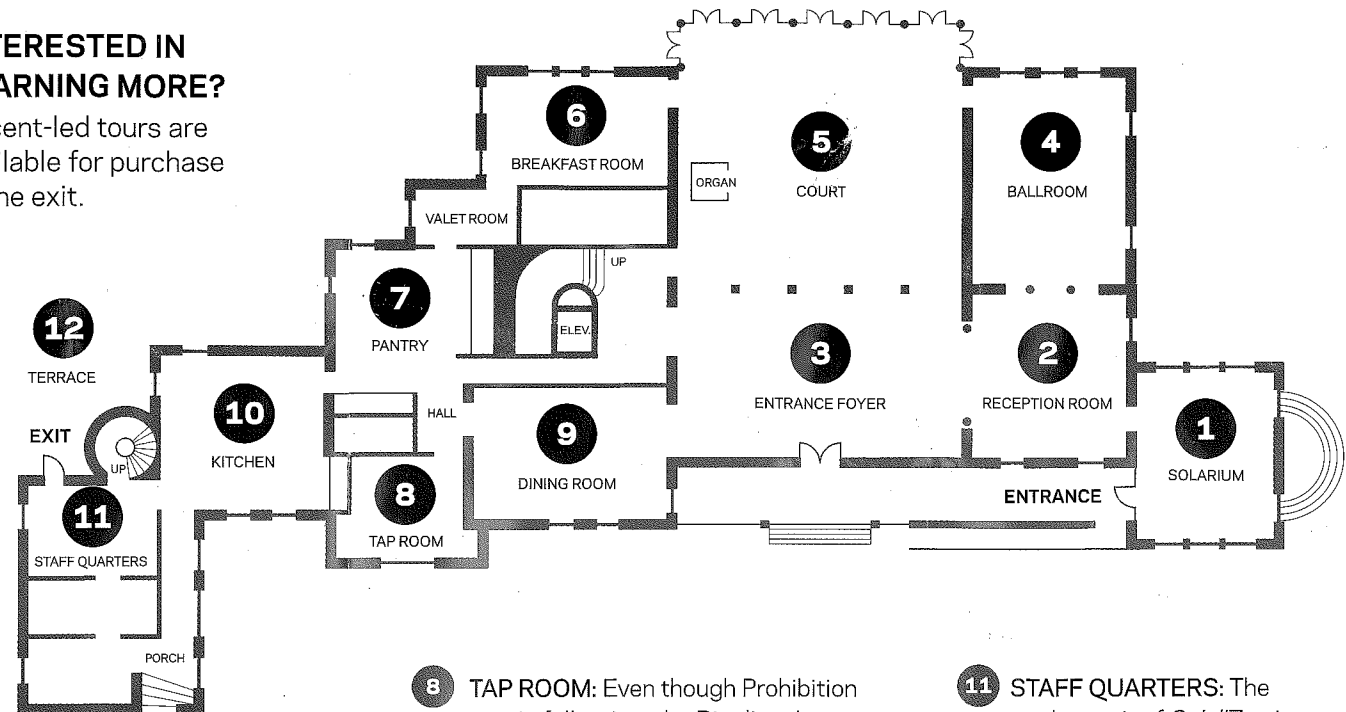 TERESTED IN
ARNING MORE?
cent-led tours are
ilable for purchase
he exit.
6
BREAKFAST ROOM
5
COURT
ORGAN
4
BALLROOM
VALET ROOM
UP
7
PANTRY
ELEV.
12
TERRACE
3
ENTRANCE FOYER
2
RECEPTION ROOM
1
SOLARIUM
10
KITCHEN
HALL
9
DINING ROOM
EXIT
UP
8
TAP ROOM
ENTRANCE
11
STAFF QUARTERS
PORCH
8 TAP ROOM: Even though Prohibition
11 STAFF QUARTERS: The